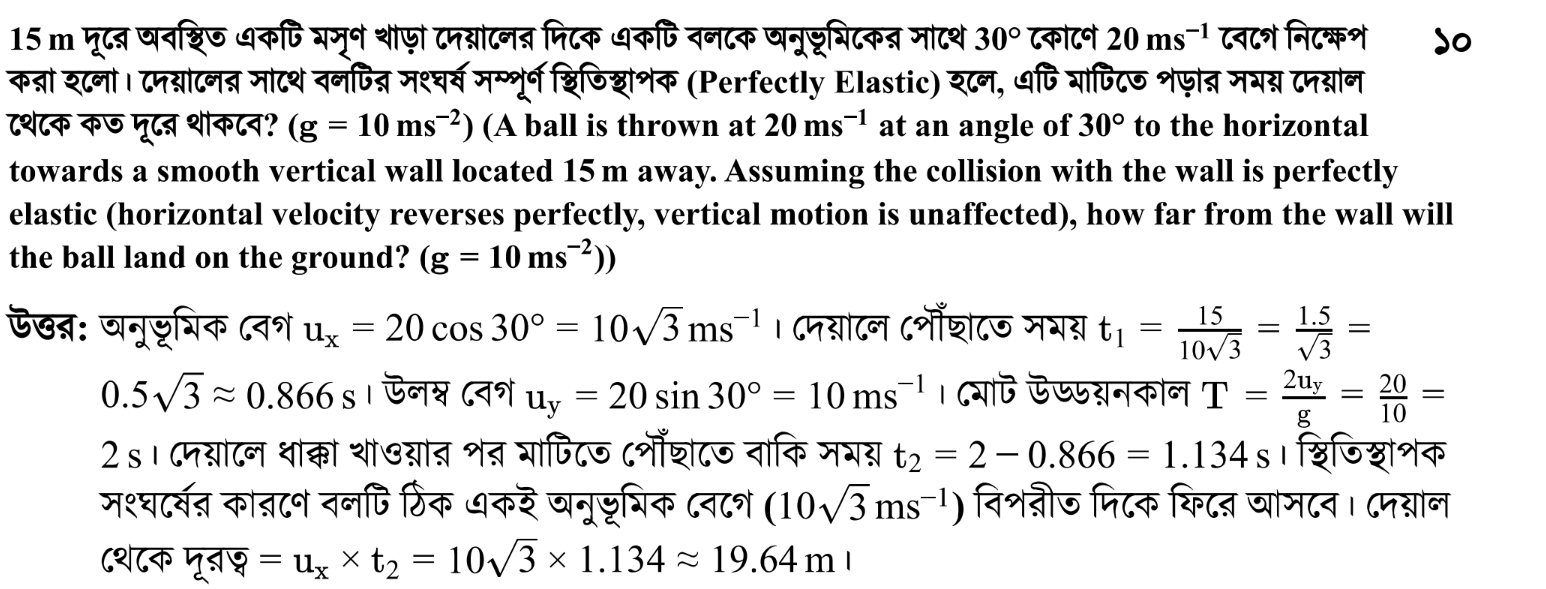 15 m দূরে অবস্থিত একটি মসৃণ খাড়া দেয়ালের দিকে একটি বলকে অনুভূমিকের সাথে 30° কোণে 20 ms⁻¹ বেগে নিক্ষেপ ১০
করা হলো। দেয়ালের সাথে বলটির সংঘর্ষ সম্পূর্ণ স্থিতিস্থাপক (Perfectly Elastic) হলে, এটি মাটিতে পড়ার সময় দেয়াল
থেকে কত দূরে থাকবে? (g = 10 ms⁻²) (A ball is thrown at 20 ms⁻¹ at an angle of 30° to the horizontal
towards a smooth vertical wall located 15 m away. Assuming the collision with the wall is perfectly
elastic (horizontal velocity reverses perfectly, vertical motion is unaffected), how far from the wall will
the ball land on the ground? (g = 10 ms⁻²))
উত্তর: অনুভূমিক বেগ uₓ = 20 cos 30° = 10√3 ms⁻¹ । দেয়ালে পৌঁছাতে সময় t₁ = 15/10√3 = 1.5/√3 =
0.5√3 ≈ 0.866 s। উলম্ব বেগ u_y = 20 sin 30° = 10 ms⁻¹ । মোট উড্ডয়নকাল T = 2u_y/g = 20/10 =
2 s। দেয়ালে ধাক্কা খাওয়ার পর মাটিতে পৌঁছাতে বাকি সময় t₂ = 2 − 0.866 = 1.134 s। স্থিতিস্থাপক
সংঘর্ষের কারণে বলটি ঠিক একই অনুভূমিক বেগে (10√3 ms⁻¹) বিপরীত দিকে ফিরে আসবে। দেয়াল
থেকে দূরত্ব = uₓ × t₂ = 10√3 × 1.134 ≈ 19.64 m ।